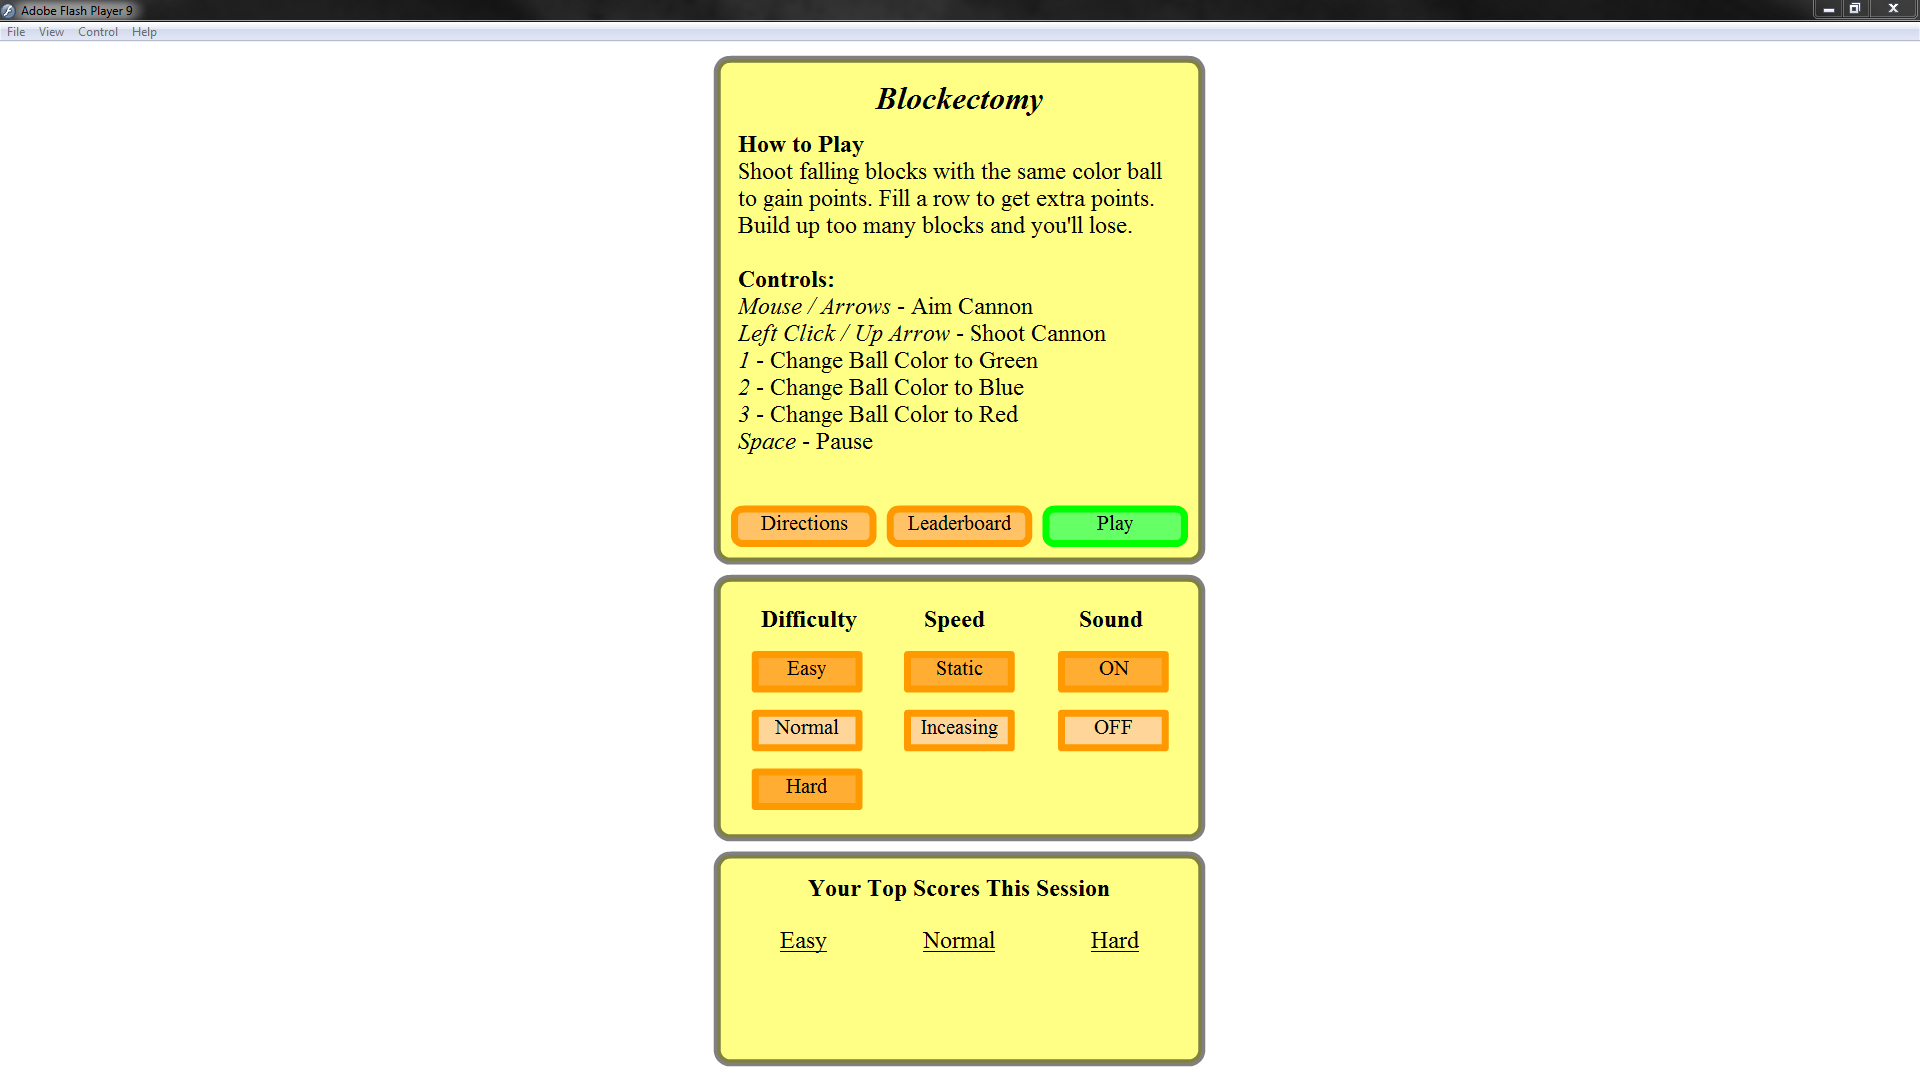 Adobe Flash Player 9
File View Control Help
Blockectomy
How to Play
Shoot falling blocks with the same color ball
to gain points. Fill a row to get extra points.
Build up too many blocks and you'll lose.
Controls:
Mouse / Arrows - Aim Cannon
Left Click / Up Arrow - Shoot Cannon
1 - Change Ball Color to Green
2 - Change Ball Color to Blue
3 - Change Ball Color to Red
Space - Pause
Directions Leaderboard Play
Difficulty Speed Sound
Easy Static ON
Normal Inceasing OFF
Hard
Your Top Scores This Session
Easy Normal Hard